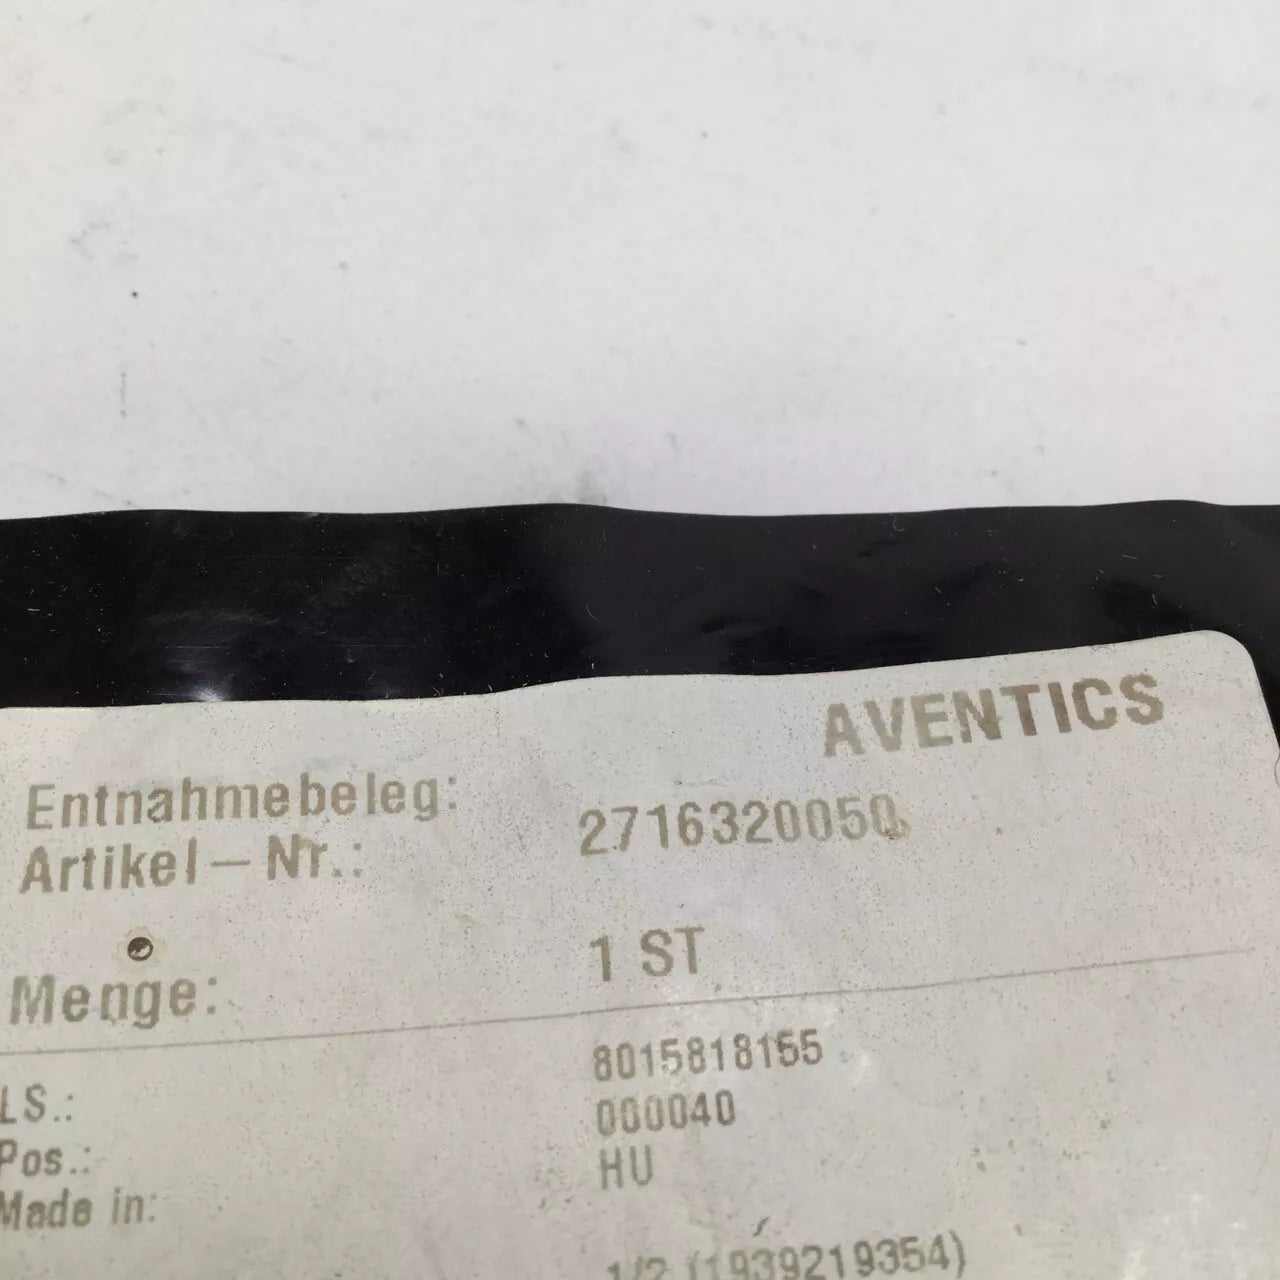 AVENTICS
Entnahmebeleg:
Artikel-Nr.: 2716320050
Menge: 1 ST
LS.: 8015818155
Pos.: 000040
Made in: HU
1/2 (1939219354)